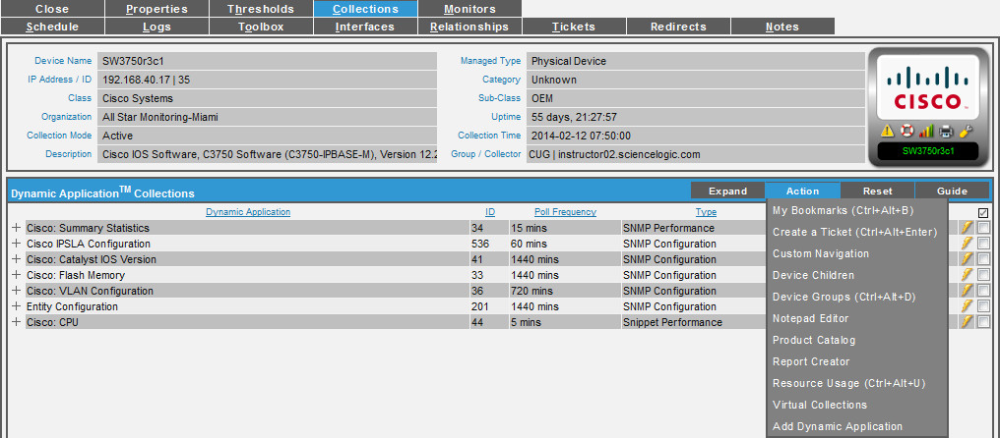 Close Properties Thresholds Collections Monitors
Schedule Logs Toolbox Interfaces Relationships Tickets Redirects Notes
Device Name SW3750r3c1 Managed Type Physical Device
IP Address / ID 192.168.40.17 | 35 Category Unknown
Class Cisco Systems Sub-Class OEM
Organization All Star Monitoring-Miami Uptime 55 days, 21:27:57
Collection Mode Active Collection Time 2014-02-12 07:50:00
Description Cisco IOS Software, C3750 Software (C3750-IPBASE-M), Version 12.2 Group / Collector CUG | instructor02.sciencelogic.com
CISCO
SW3750r3c1
Dynamic Application™ Collections Expand Action Reset Guide
Dynamic Application ID Poll Frequency Type
Cisco: Summary Statistics 34 15 mins SNMP Performance
Cisco IPSLA Configuration 536 60 mins SNMP Configuration
Cisco: Catalyst IOS Version 41 1440 mins SNMP Configuration
Cisco: Flash Memory 33 1440 mins SNMP Configuration
Cisco: VLAN Configuration 36 720 mins SNMP Configuration
Entity Configuration 201 1440 mins SNMP Configuration
Cisco: CPU 44 5 mins Snippet Performance
My Bookmarks (Ctrl+Alt+B)
Create a Ticket (Ctrl+Alt+Enter)
Custom Navigation
Device Children
Device Groups (Ctrl+Alt+D)
Notepad Editor
Product Catalog
Report Creator
Resource Usage (Ctrl+Alt+U)
Virtual Collections
Add Dynamic Application